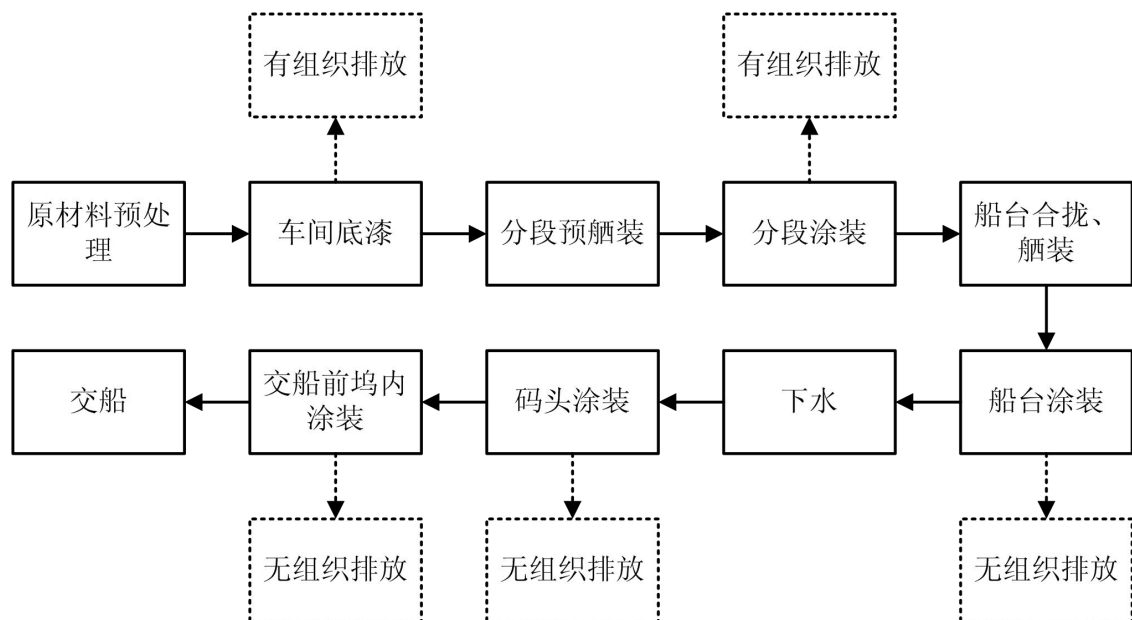 有组织排放
有组织排放
原材料预处
理
车间底漆
分段预舾装
分段涂装
船台合拢、
舾装
交船
交船前坞内
涂装
码头涂装
下水
船台涂装
无组织排放
无组织排放
无组织排放